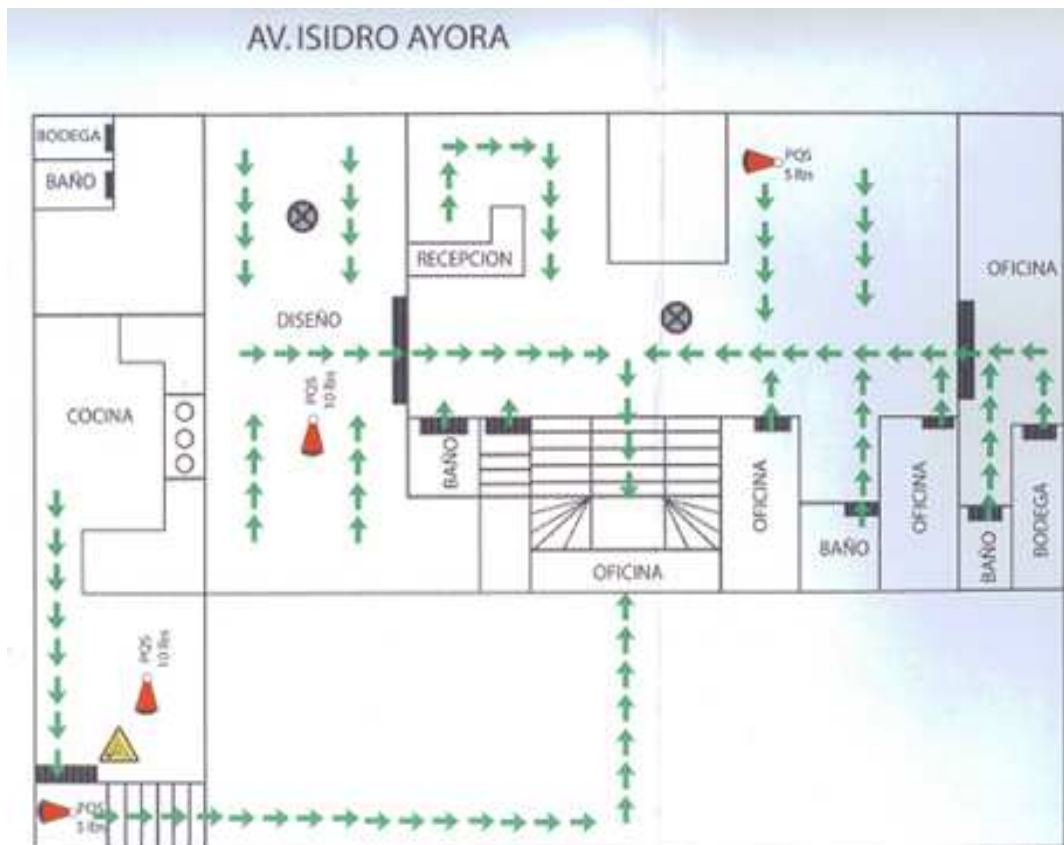 AV. ISIDRO AYORA
BODEGA
BAÑO
PQS
5 lbs
RECEPCION
OFICINA
DISEÑO
PQS
10 lbs
COCINA
BAÑO
OFICINA
BAÑO
OFICINA
BAÑO
BODEGA
OFICINA
PQS
10 lbs
PQS
5 lbs